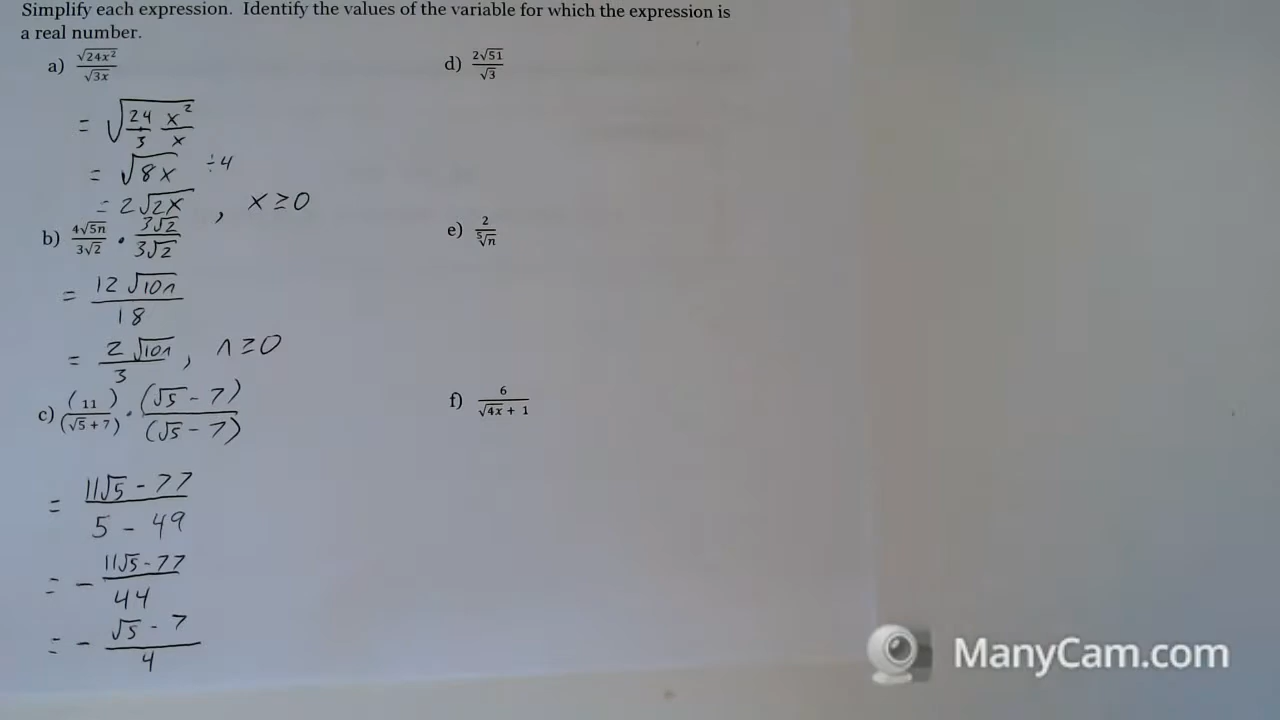 Simplify each expression. Identify the values of the variable for which the expression is
a real number.
a) √24x² / √3x
= √(24/3 x²/x)
= √8x ÷4
= 2√2x , x ≥ 0
b) 4√5n / 3√2 • 3√2 / 3√2
= 12√10n / 18
= 2√10n / 3 , n ≥ 0
c) (11) / (√5 + 7) • (√5 - 7) / (√5 - 7)
= 11√5 - 77 / 5 - 49
= - 11√5 - 77 / 44
= - √5 - 7 / 4
d) 2√51 / √3
e) 2 / ⁵√n
f) 6 / √4x + 1
ManyCam.com